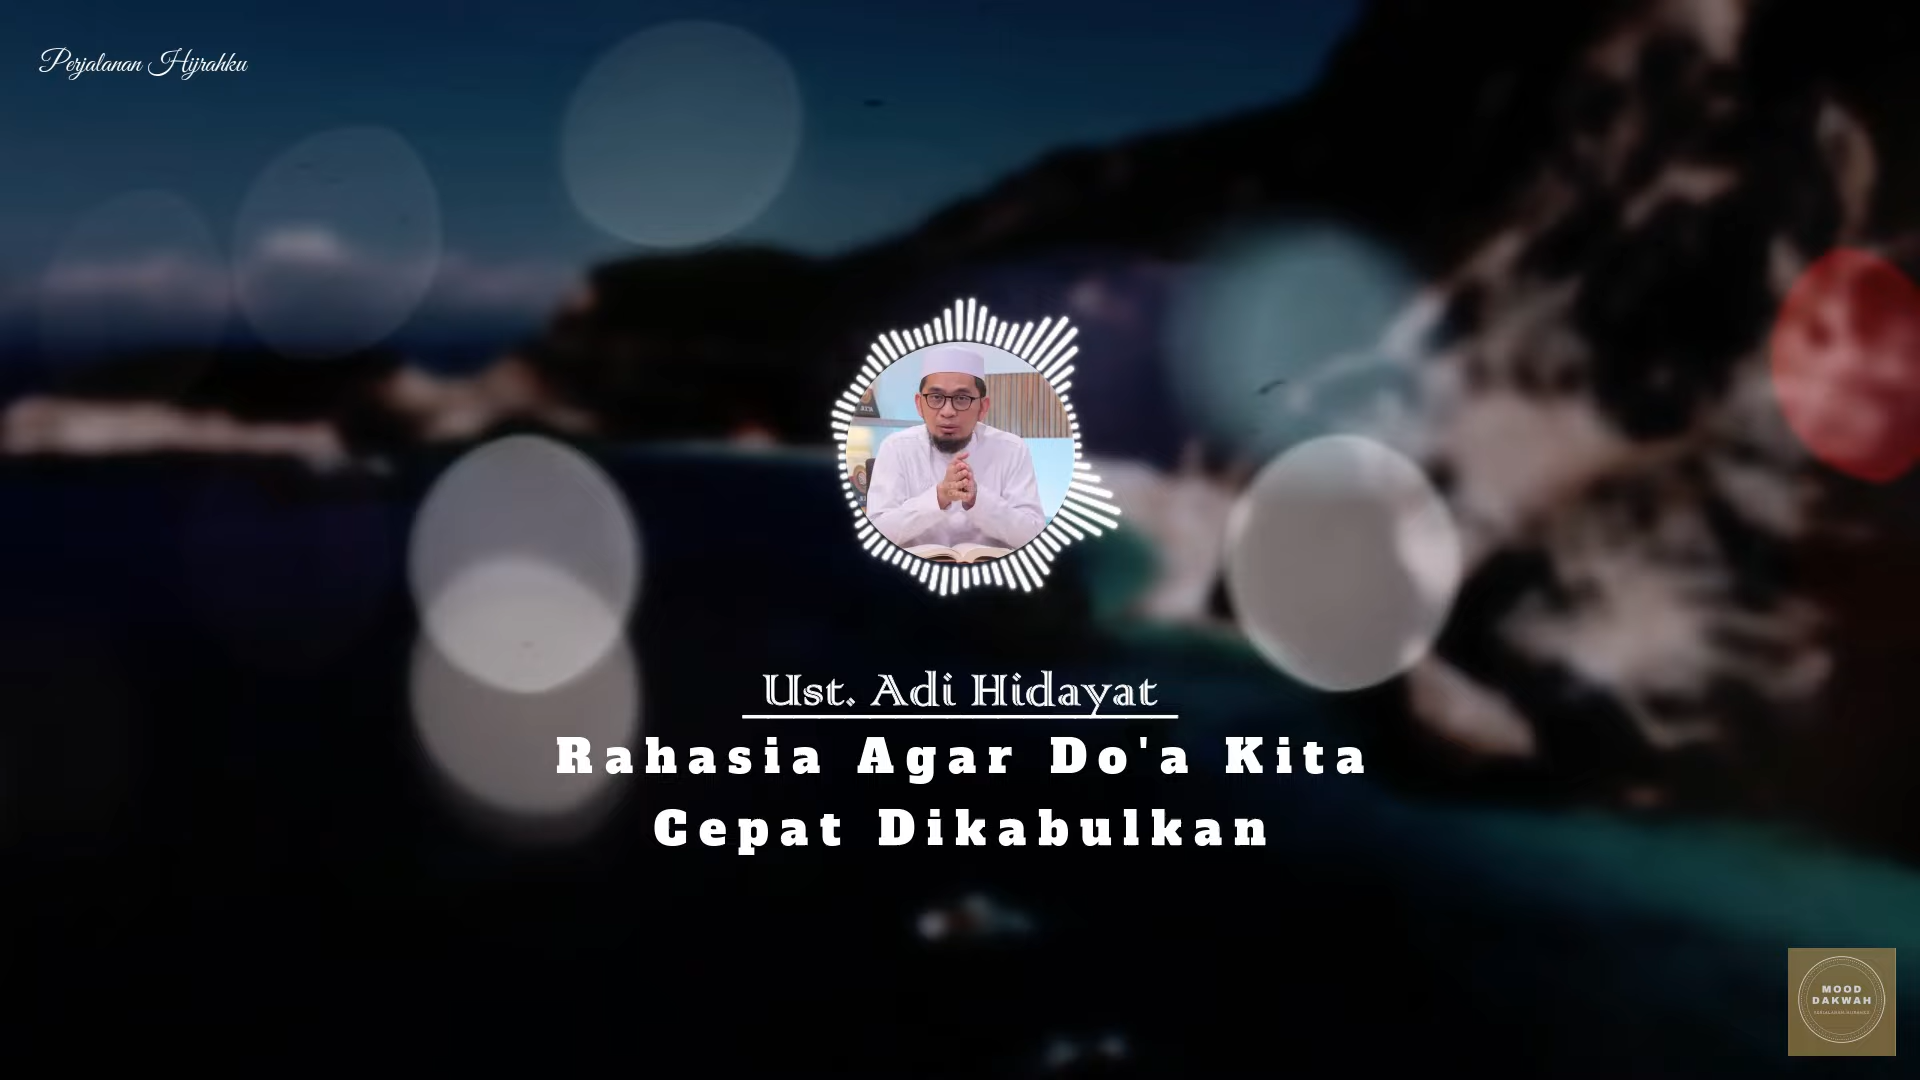 Perjalanan Hijrahku
Ust. Adi Hidayat
Rahasia Agar Do'a Kita
Cepat Dikabulkan
MOOD
DAKWAH